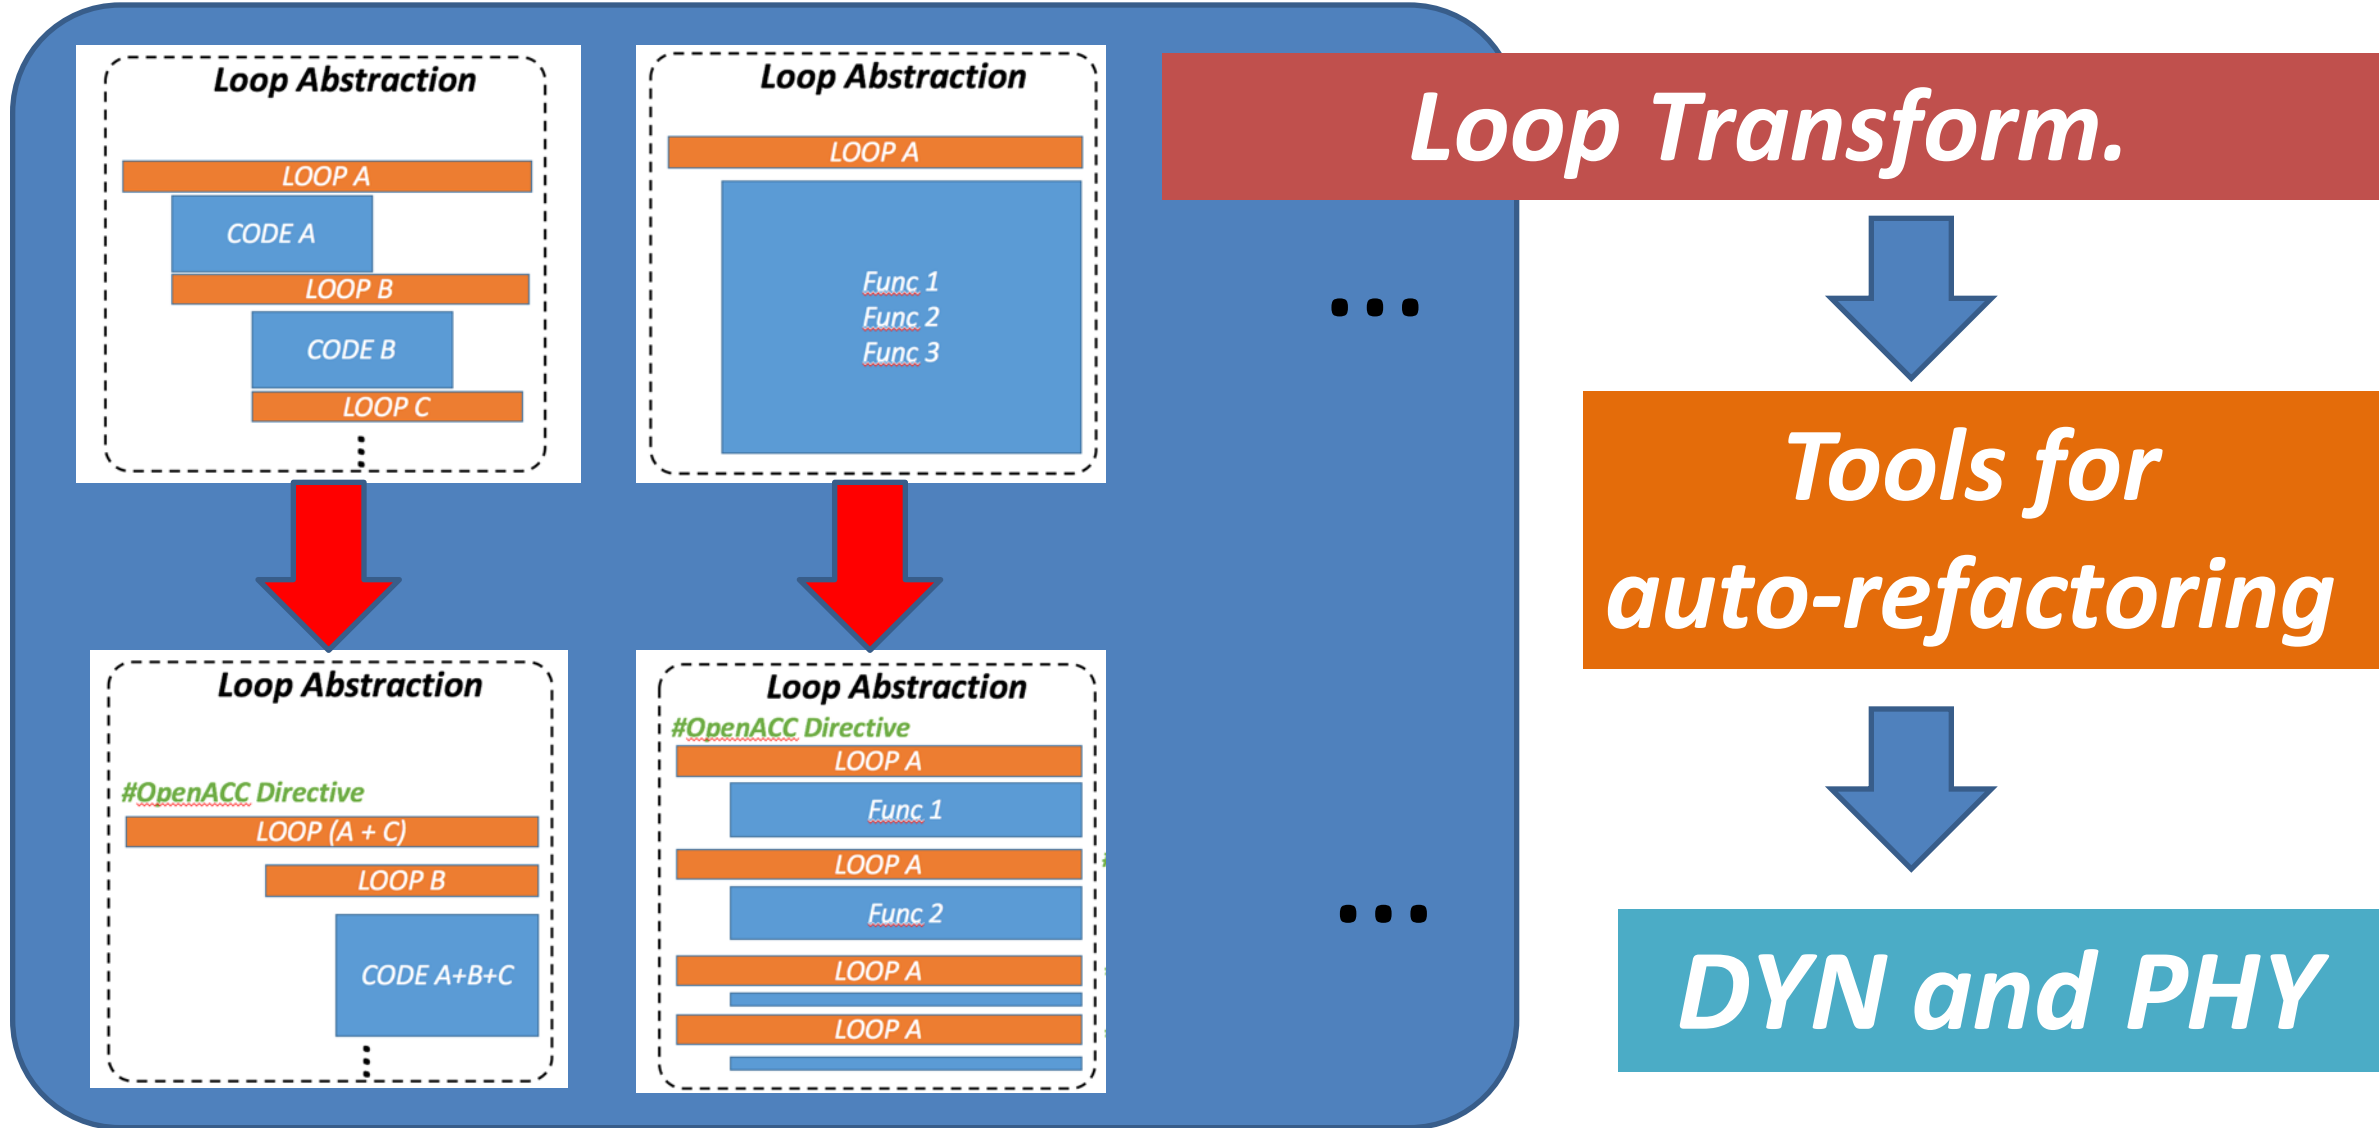 Loop Abstraction
LOOP A
CODE A
LOOP B
CODE B
LOOP C
Loop Abstraction
LOOP A
Func 1
Func 2
Func 3
...
Loop Transform.
Tools for
auto-refactoring
DYN and PHY
Loop Abstraction
#OpenACC Directive
LOOP (A + C)
LOOP B
CODE A+B+C
Loop Abstraction
#OpenACC Directive
LOOP A
Func 1
LOOP A
Func 2
LOOP A
LOOP A
...